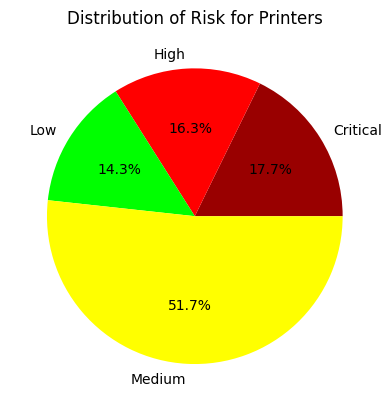 Distribution of Risk for Printers
High
16.3%
Low
Critical
14.3%
17.7%
51.7%
Medium